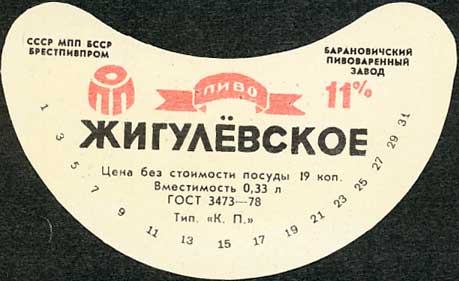 СССР МПП БССР
БРЕСТПИВПРОМ
БАРАНОВИЧСКИЙ
ПИВОВАРЕННЫЙ
ЗАВОД
ПИВО
11%
ЖИГУЛЁВСКОЕ
Цена без стоимости посуды 19 коп.
Вместимость 0,33 л
ГОСТ 3473—78
Тип. «К. П.»
1 3 5 7 9 11 13 15 17 19 21 23 25 27 29 31